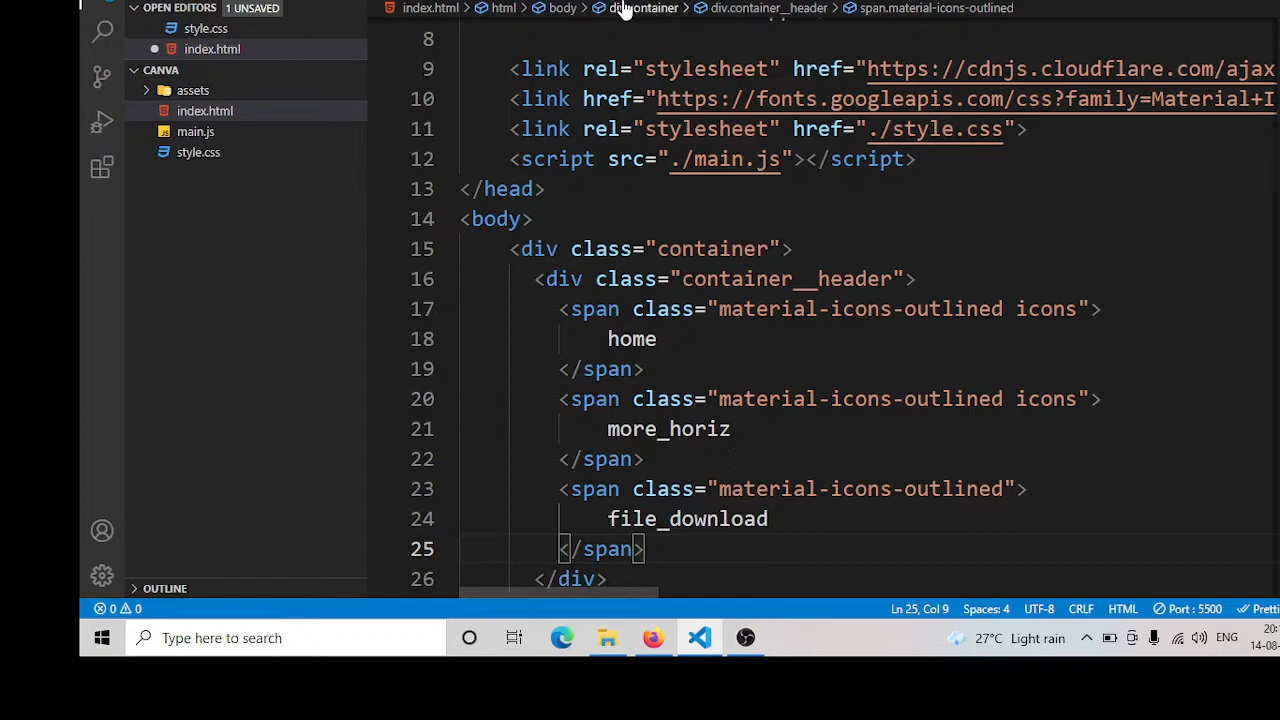 OPEN EDITORS 1 UNSAVED
style.css
index.html
CANVA
assets
index.html
main.js
style.css
OUTLINE
index.html > html > body > div.container > div.container__header > span.material-icons-outlined
8
9 <link rel="stylesheet" href="https://cdnjs.cloudflare.com/ajax
10 <link href="https://fonts.googleapis.com/css?family=Material+I
11 <link rel="stylesheet" href="./style.css">
12 <script src="./main.js"></script>
13 </head>
14 <body>
15 <div class="container">
16 <div class="container__header">
17 <span class="material-icons-outlined icons">
18 home
19 </span>
20 <span class="material-icons-outlined icons">
21 more_horiz
22 </span>
23 <span class="material-icons-outlined">
24 file_download
25 </span>
26 </div>
0 0 Ln 25, Col 9 Spaces: 4 UTF-8 CRLF HTML Port : 5500 Pretti
Type here to search 27°C Light rain ENG 20:
14-08-